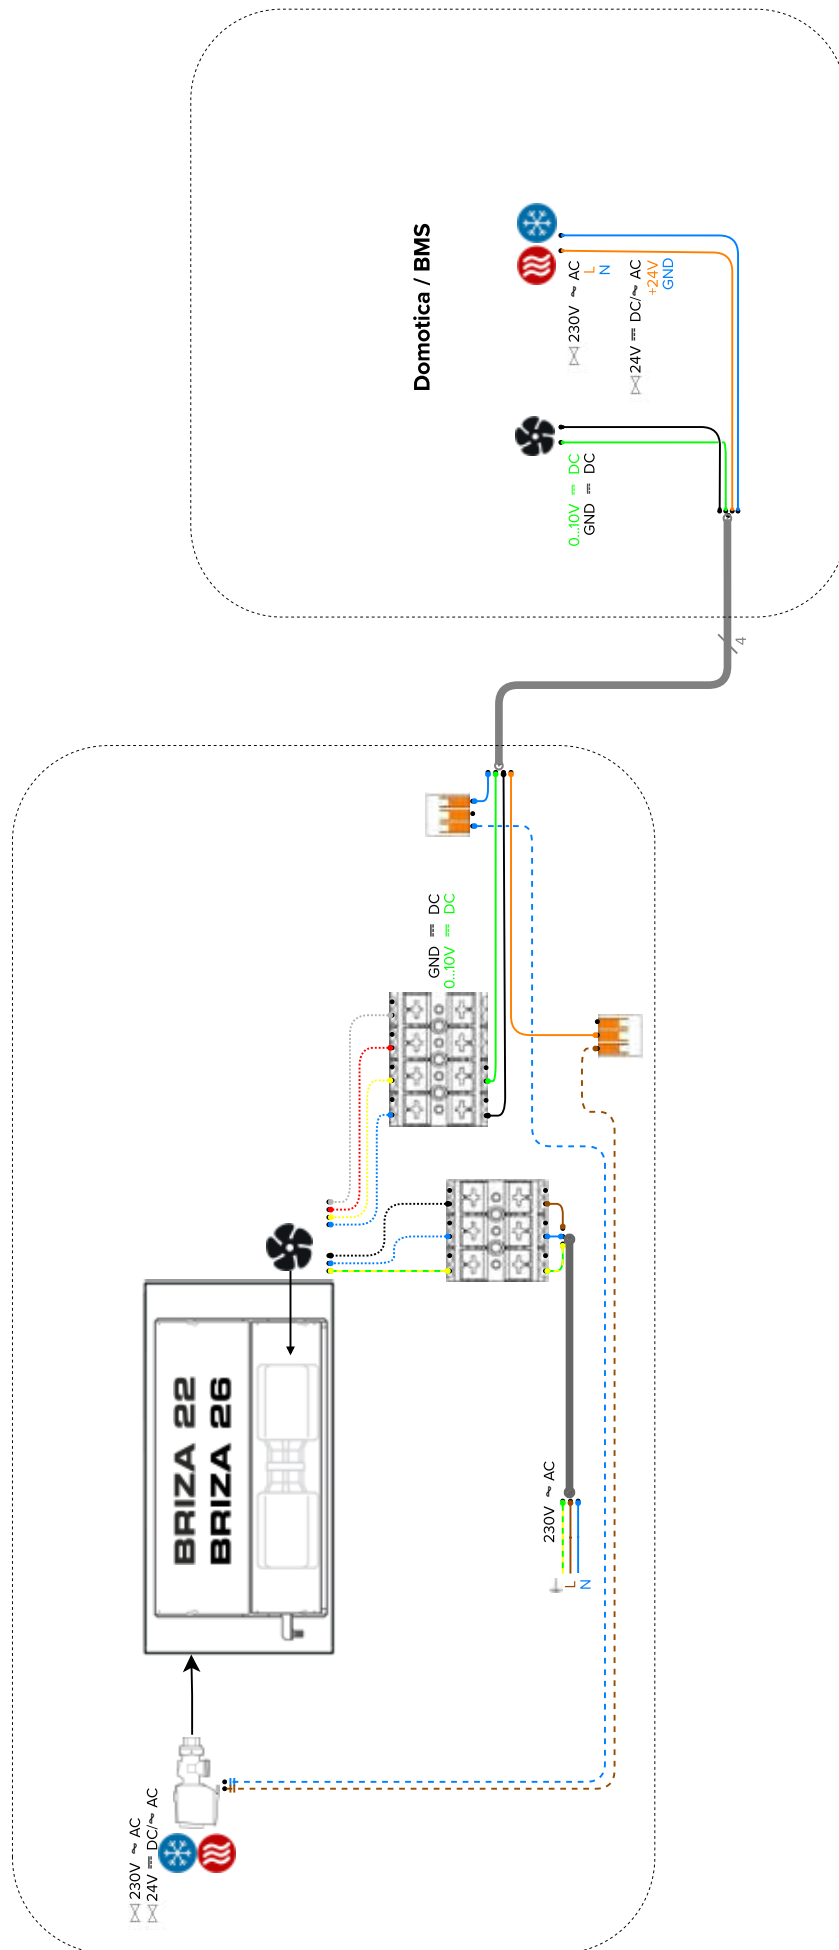 Domotica / BMS
230V ~ AC
L
N
24V ⎓ DC/~ AC
+24V
GND
0...10V ⎓ DC
GND ⎓ DC
4
GND ⎓ DC
0...10V ⎓ DC
BRIZA 22
BRIZA 26
230V ~ AC
L
N
230V ~ AC
24V ⎓ DC/~ AC